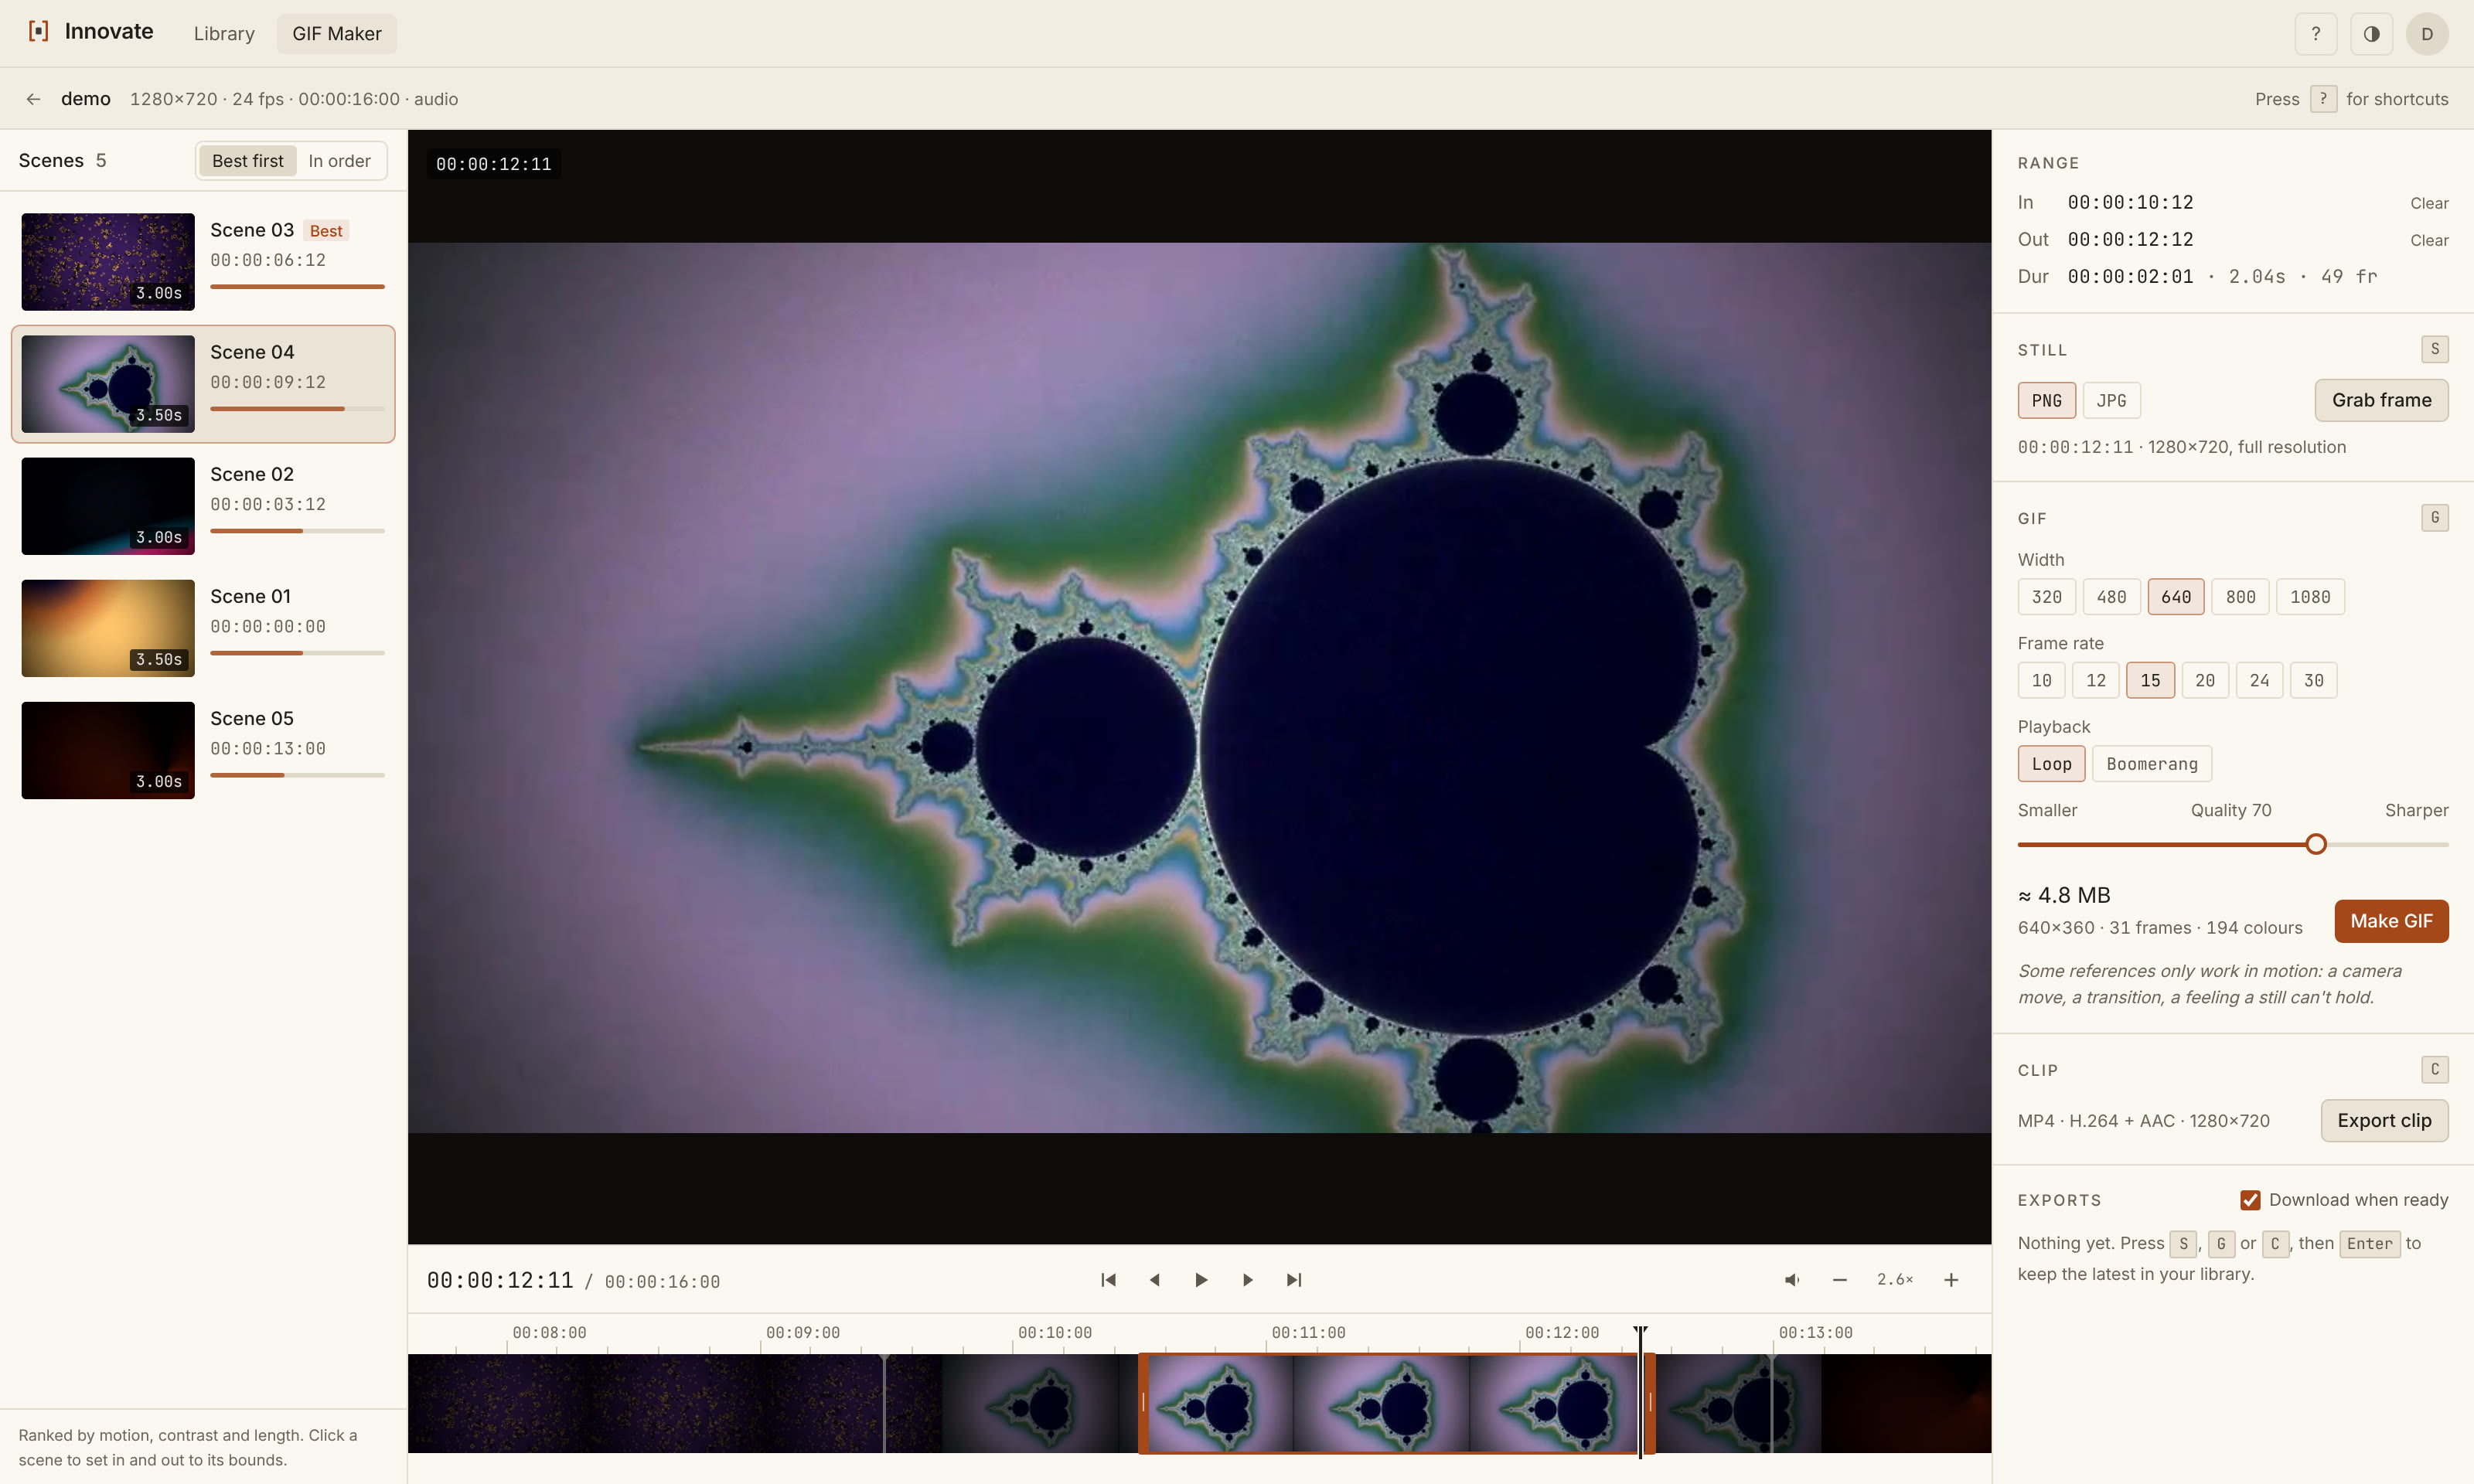 Innovate
Library
GIF Maker
?
D
demo
1280×720 · 24 fps · 00:00:16:00 · audio
Press ? for shortcuts
Scenes 5
Best first
In order
Scene 03 Best
00:00:06:12
3.00s
Scene 04
00:00:09:12
3.50s
Scene 02
00:00:03:12
3.00s
Scene 01
00:00:00:00
3.50s
Scene 05
00:00:13:00
3.00s
Ranked by motion, contrast and length. Click a
scene to set in and out to its bounds.
00:00:12:11
00:00:12:11 / 00:00:16:00
2.6×
00:08:00
00:09:00
00:10:00
00:11:00
00:12:00
00:13:00
RANGE
In 00:00:10:12 Clear
Out 00:00:12:12 Clear
Dur 00:00:02:01 · 2.04s · 49 fr
STILL S
PNG JPG Grab frame
00:00:12:11 · 1280×720, full resolution
GIF G
Width
320 480 640 800 1080
Frame rate
10 12 15 20 24 30
Playback
Loop Boomerang
Smaller Quality 70 Sharper
≈ 4.8 MB
640×360 · 31 frames · 194 colours
Make GIF
Some references only work in motion: a camera
move, a transition, a feeling a still can't hold.
CLIP C
MP4 · H.264 + AAC · 1280×720 Export clip
EXPORTS Download when ready
Nothing yet. Press S, G or C, then Enter to
keep the latest in your library.